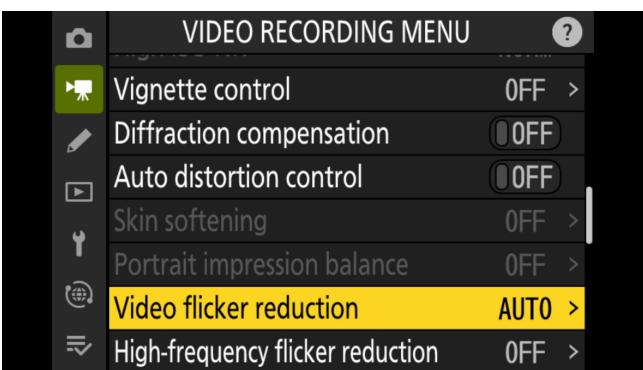 VIDEO RECORDING MENU ?
Vignette control OFF >
Diffraction compensation OFF
Auto distortion control OFF
Skin softening OFF >
Portrait impression balance OFF >
Video flicker reduction AUTO >
High-frequency flicker reduction OFF >